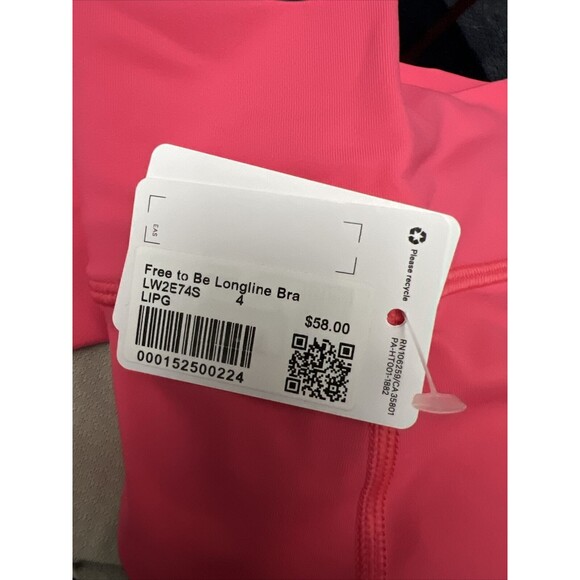 EAS
Free to Be Longline Bra
LW2E74S 4
LIPG
$58.00
000152500224
Please recycle
RN106259/CA35801
PA-HT001-1882